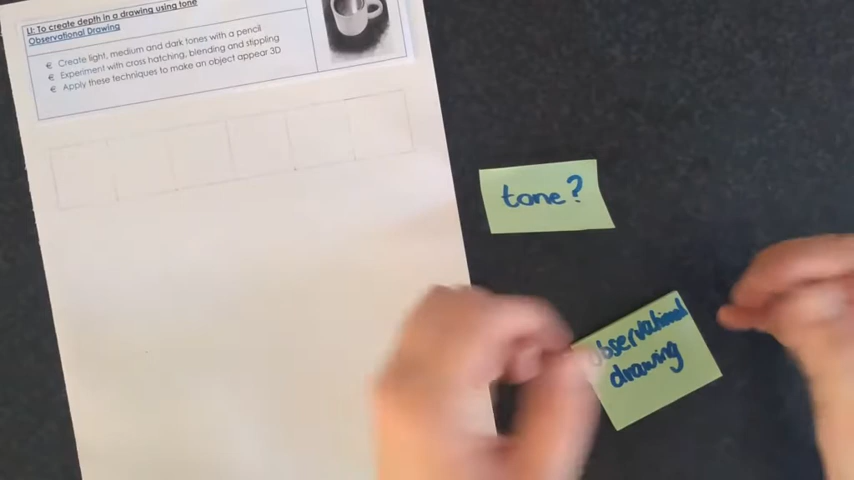 LI: To create depth in a drawing using tone
Observational Drawing
€ Create light, medium and dark tones with a pencil
€ Experiment with cross hatching, blending and stippling
€ Apply these techniques to make an object appear 3D
tone?
observational
drawing